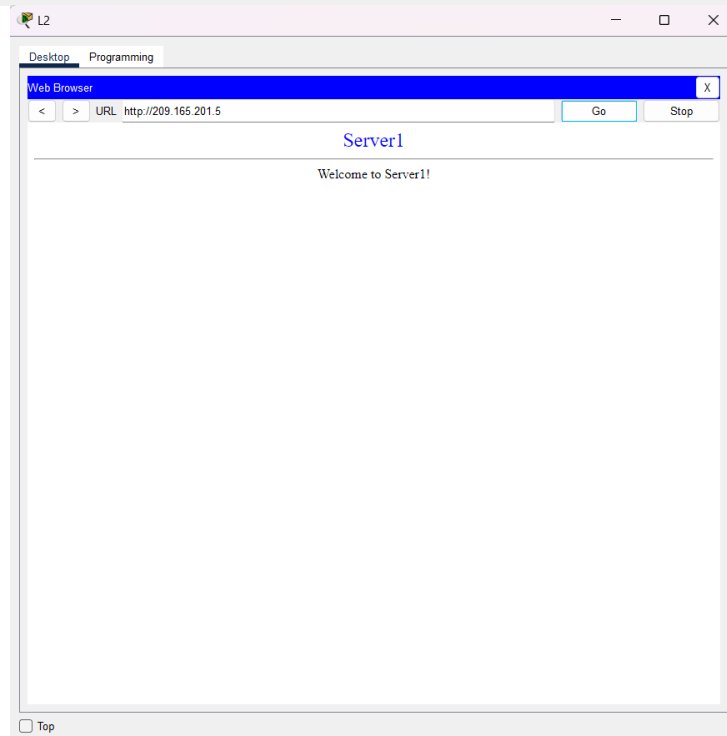 L2
Desktop Programming
Web Browser X
< > URL http://209.165.201.5 Go Stop
Server1
Welcome to Server1!
Top